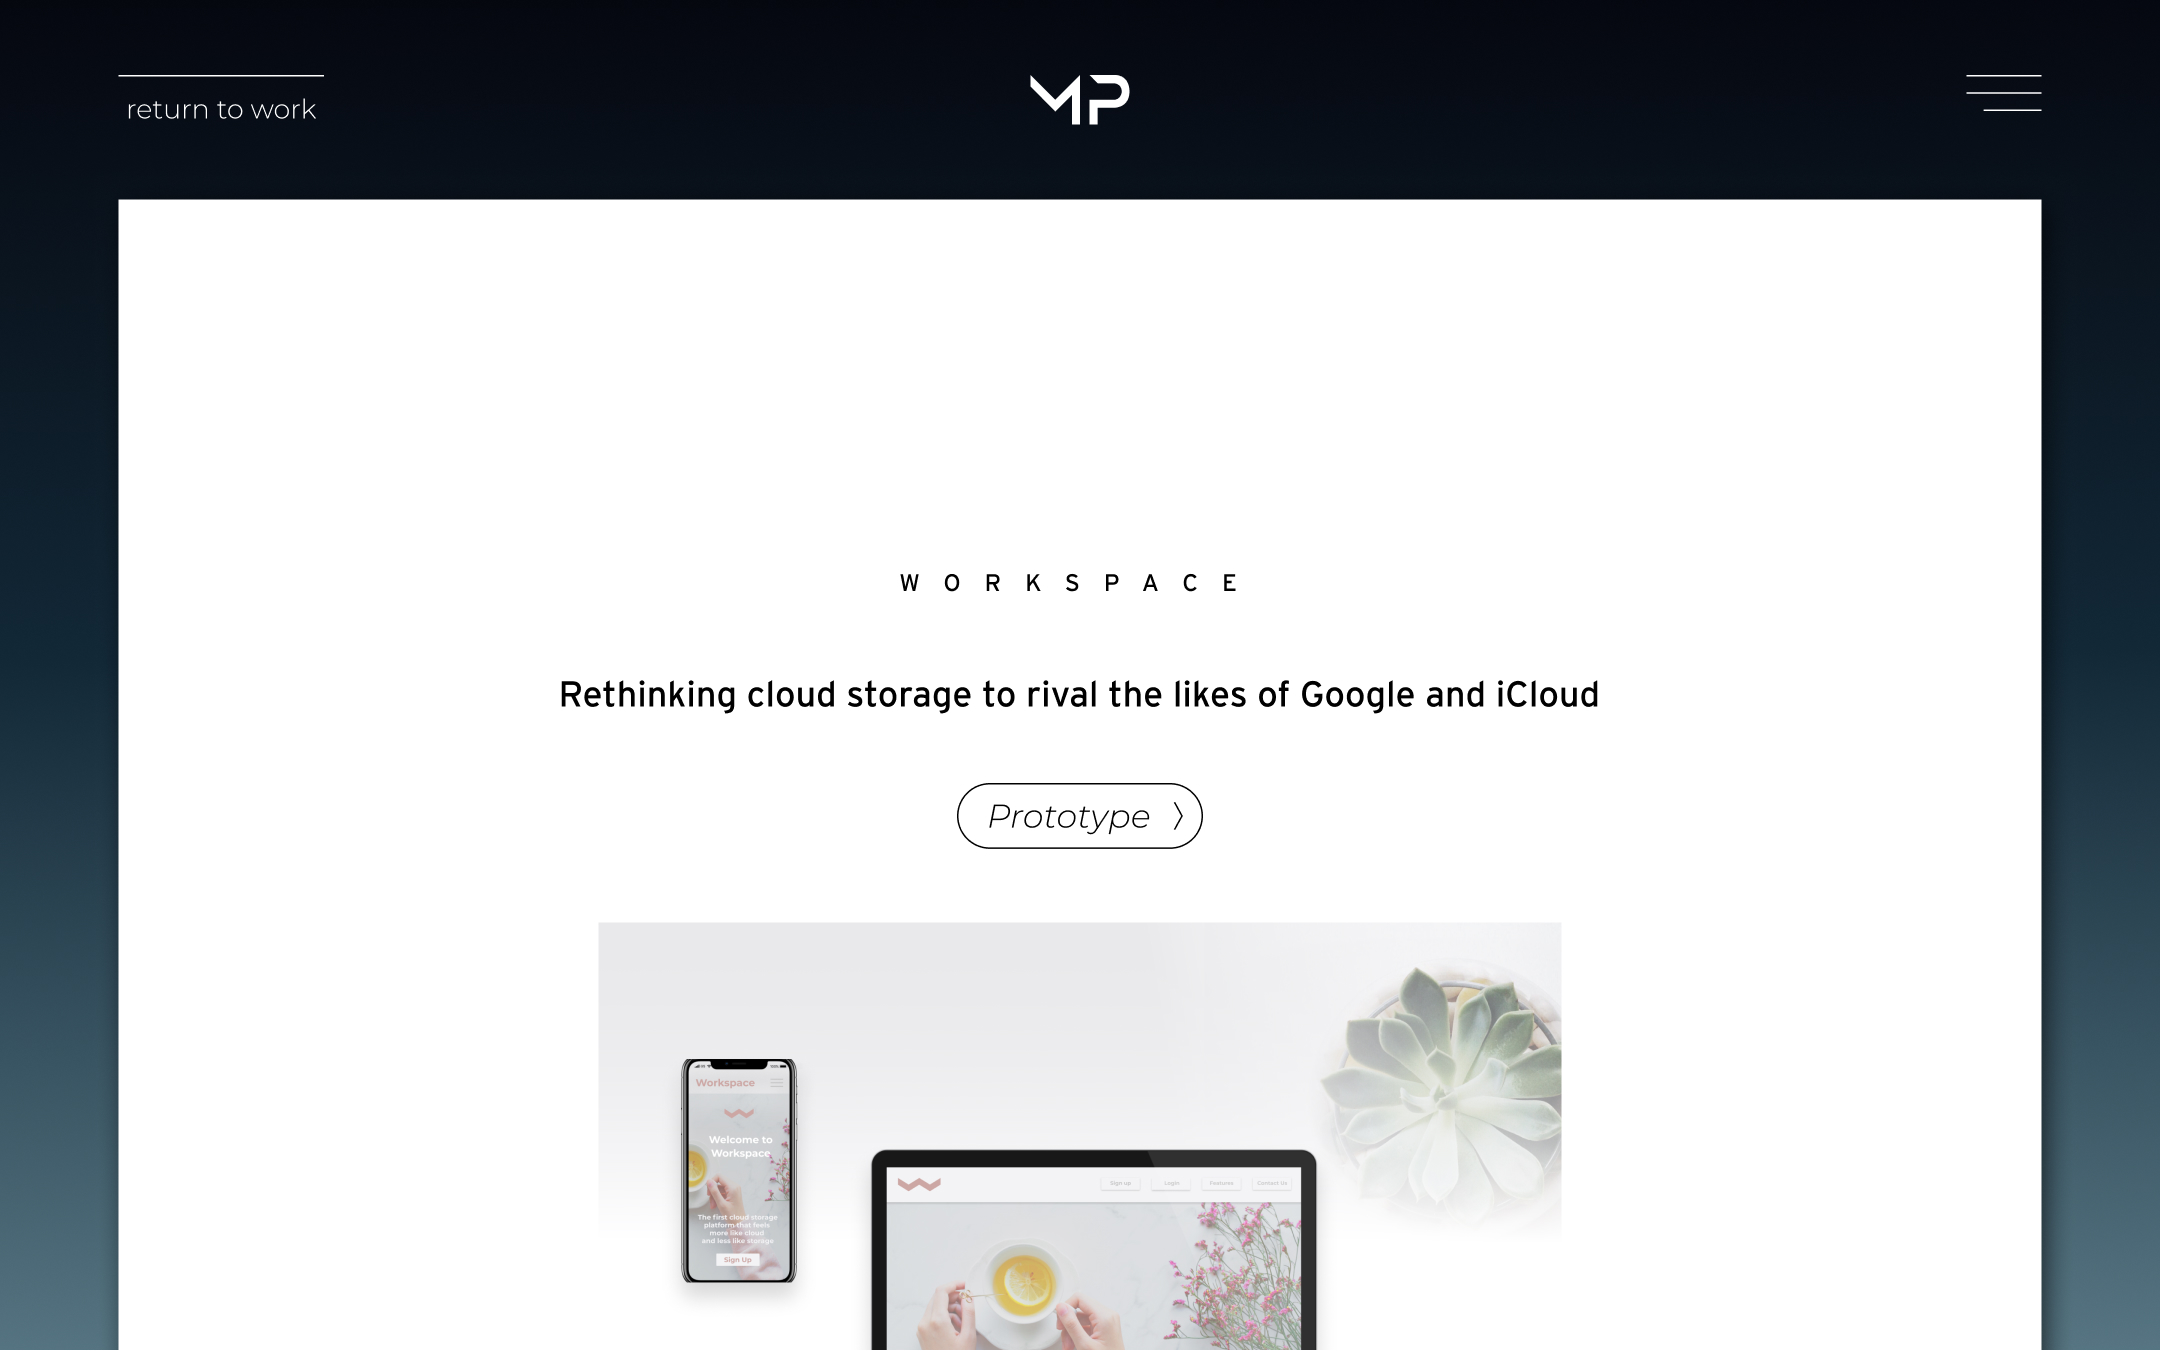 return to work
MP
WORKSPACE
Rethinking cloud storage to rival the likes of Google and iCloud
Prototype
Workspace
Welcome to
Workspace
The first cloud storage
platform that feels
more like cloud
and less like storage
Sign Up
Sign up
Login
Features
Contact Us